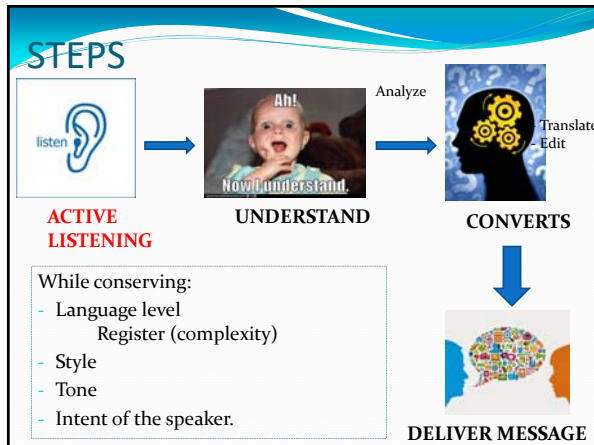 STEPS
listen
Ah!
Now I understand.
Analyze
- Translate
- Edit
ACTIVE
LISTENING
UNDERSTAND
CONVERTS
While conserving:
- Language level
Register (complexity)
- Style
- Tone
- Intent of the speaker.
DELIVER MESSAGE